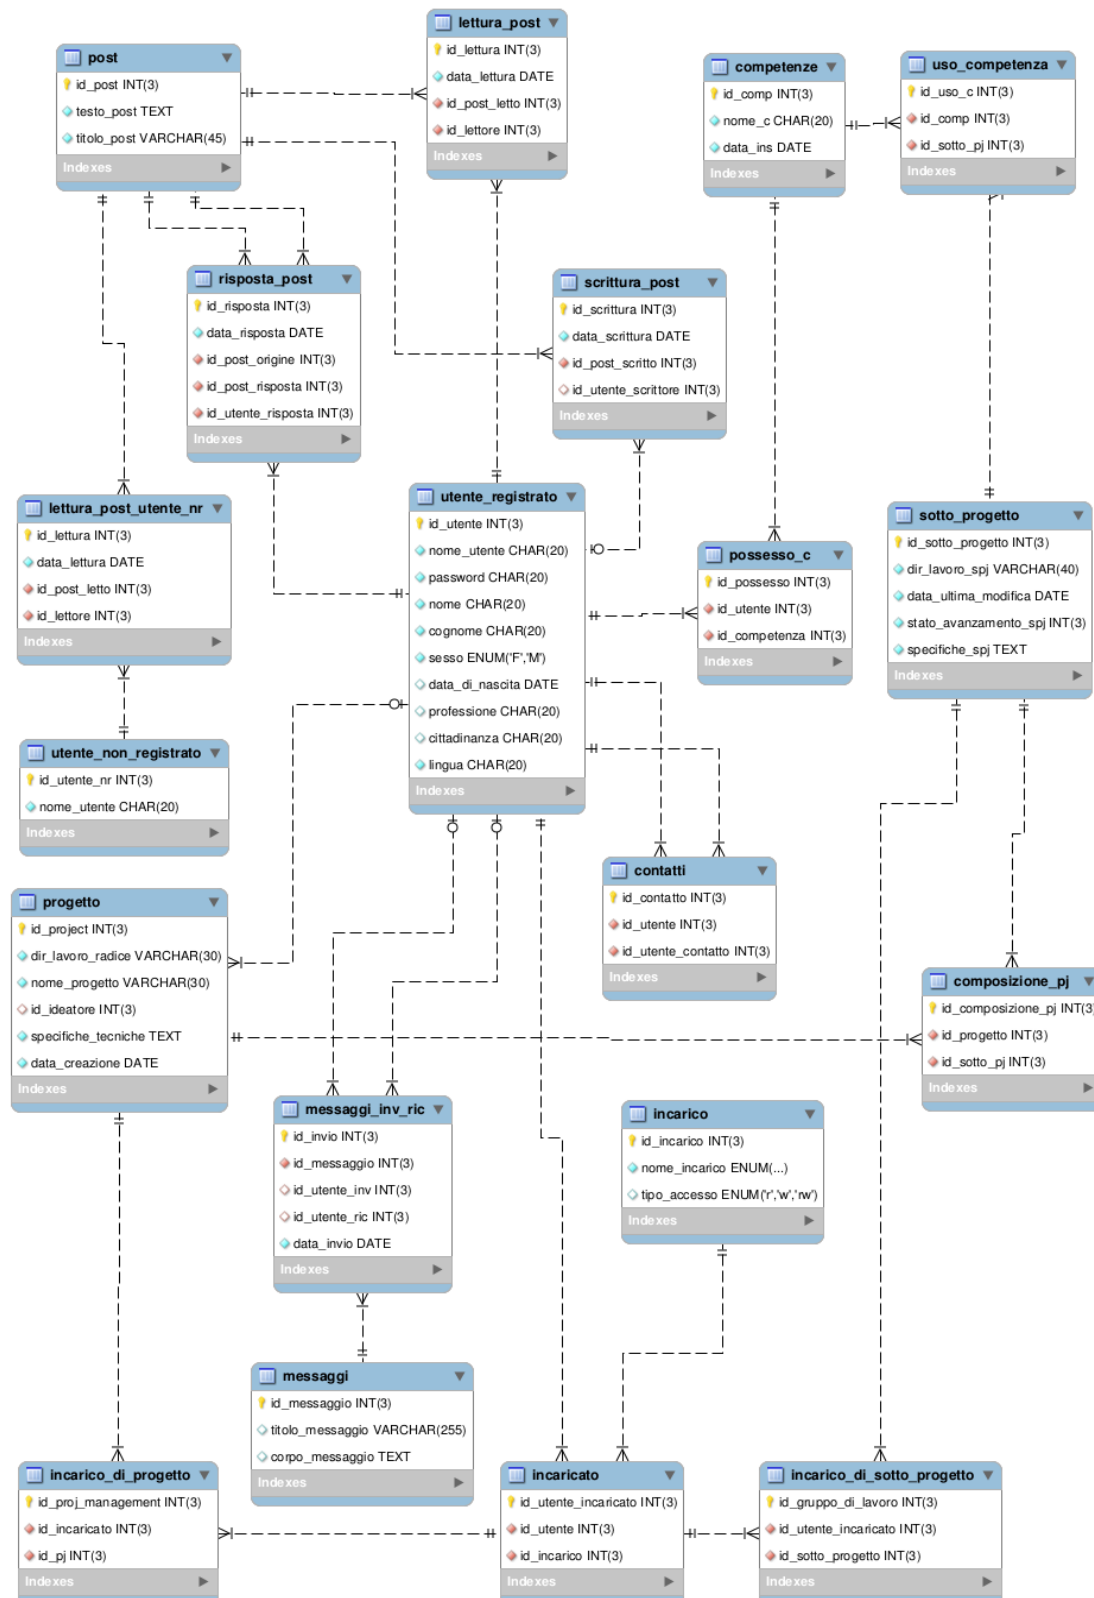 post
id_post INT(3)
testo_post TEXT
titolo_post VARCHAR(45)
Indexes
lettura_post
id_lettura INT(3)
data_lettura DATE
id_post_letto INT(3)
id_lettore INT(3)
Indexes
competenze
id_comp INT(3)
nome_c CHAR(20)
data_ins DATE
Indexes
uso_competenza
id_uso_c INT(3)
id_comp INT(3)
id_sotto_pj INT(3)
Indexes
risposta_post
id_risposta INT(3)
data_risposta DATE
id_post_origine INT(3)
id_post_risposta INT(3)
id_utente_risposta INT(3)
Indexes
scrittura_post
id_scrittura INT(3)
data_scrittura DATE
id_post_scritto INT(3)
id_utente_scrittore INT(3)
Indexes
lettura_post_utente_nr
id_lettura INT(3)
data_lettura DATE
id_post_letto INT(3)
id_lettore INT(3)
Indexes
utente_registrato
id_utente INT(3)
nome_utente CHAR(20)
password CHAR(20)
nome CHAR(20)
cognome CHAR(20)
sesso ENUM('F','M')
data_di_nascita DATE
professione CHAR(20)
cittadinanza CHAR(20)
lingua CHAR(20)
Indexes
possesso_c
id_possesso INT(3)
id_utente INT(3)
id_competenza INT(3)
Indexes
sotto_progetto
id_sotto_progetto INT(3)
dir_lavoro_spj VARCHAR(40)
data_ultima_modifica DATE
stato_avanzamento_spj INT(3)
specifiche_spj TEXT
Indexes
utente_non_registrato
id_utente_nr INT(3)
nome_utente CHAR(20)
Indexes
contatti
id_contatto INT(3)
id_utente INT(3)
id_utente_contatto INT(3)
Indexes
progetto
id_project INT(3)
dir_lavoro_radice VARCHAR(30)
nome_progetto VARCHAR(30)
id_ideatore INT(3)
specifiche_tecniche TEXT
data_creazione DATE
Indexes
composizione_pj
id_composizione_pj INT(3)
id_progetto INT(3)
id_sotto_pj INT(3)
Indexes
messaggi_inv_ric
id_invio INT(3)
id_messaggio INT(3)
id_utente_inv INT(3)
id_utente_ric INT(3)
data_invio DATE
Indexes
incarico
id_incarico INT(3)
nome_incarico ENUM(...)
tipo_accesso ENUM('r','w','rw')
Indexes
messaggi
id_messaggio INT(3)
titolo_messaggio VARCHAR(255)
corpo_messaggio TEXT
Indexes
incarico_di_progetto
id_proj_management INT(3)
id_incaricato INT(3)
id_pj INT(3)
Indexes
incaricato
id_utente_incaricato INT(3)
id_utente INT(3)
id_incarico INT(3)
Indexes
incarico_di_sotto_progetto
id_gruppo_di_lavoro INT(3)
id_utente_incaricato INT(3)
id_sotto_progetto INT(3)
Indexes